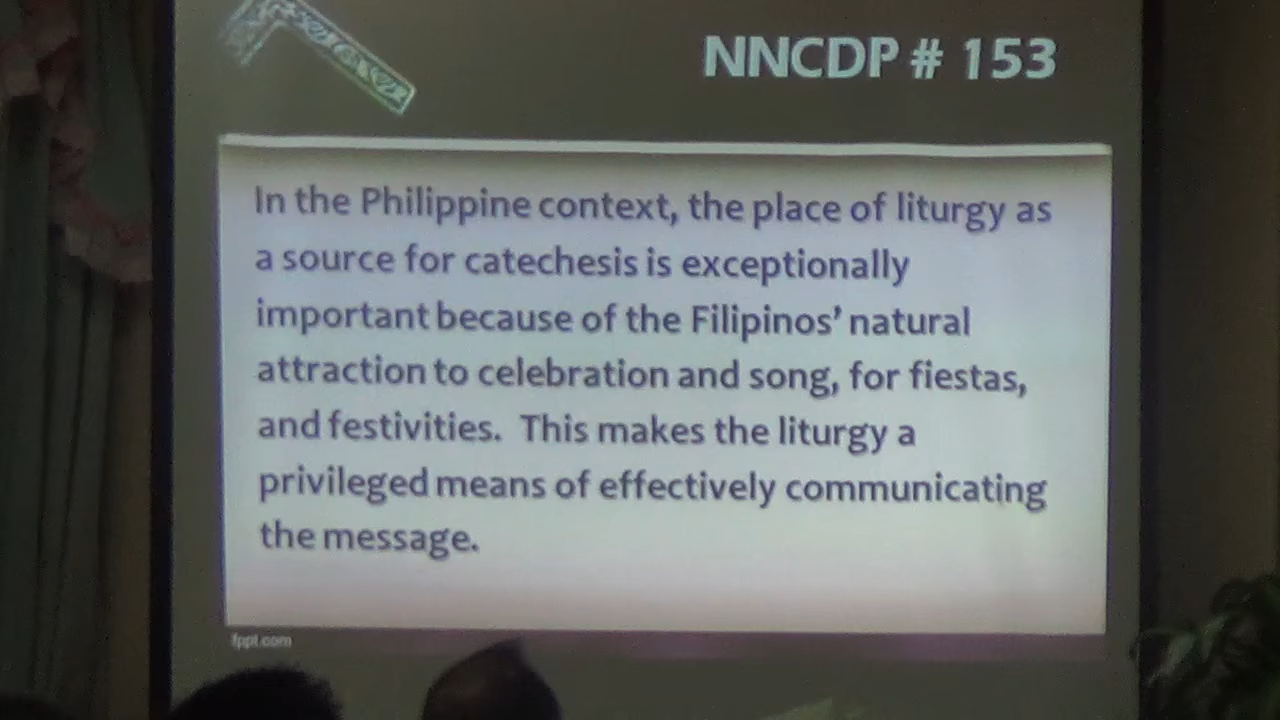 NNCDP # 153
In the Philippine context, the place of liturgy as
a source for catechesis is exceptionally
important because of the Filipinos’ natural
attraction to celebration and song, for fiestas,
and festivities. This makes the liturgy a
privileged means of effectively communicating
the message.
fppt.com